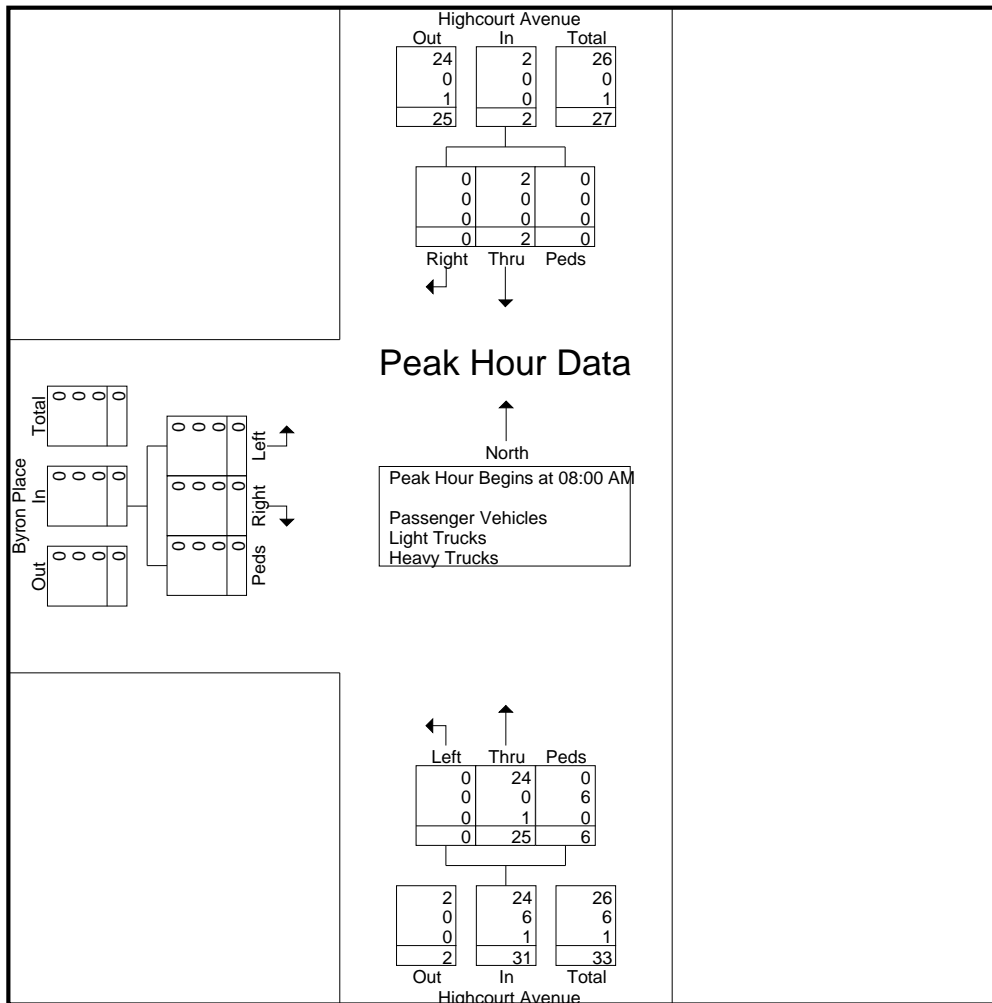 Highcourt Avenue
Out In Total
24 2 26
0 0 0
1 0 1
25 2 27
0 2 0
0 0 0
0 0 0
0 2 0
Right Thru Peds
Peak Hour Data
North
Peak Hour Begins at 08:00 AM
Passenger Vehicles
Light Trucks
Heavy Trucks
Byron Place
Out In Total
0 0 0
0 0 0
0 0 0
0 0 0
Peds Right Left
0 0 0
0 0 0
0 0 0
0 0 0
Left Thru Peds
0 24 0
0 0 6
0 1 0
0 25 6
2 24 26
0 6 6
0 1 1
2 31 33
Out In Total
Highcourt Avenue